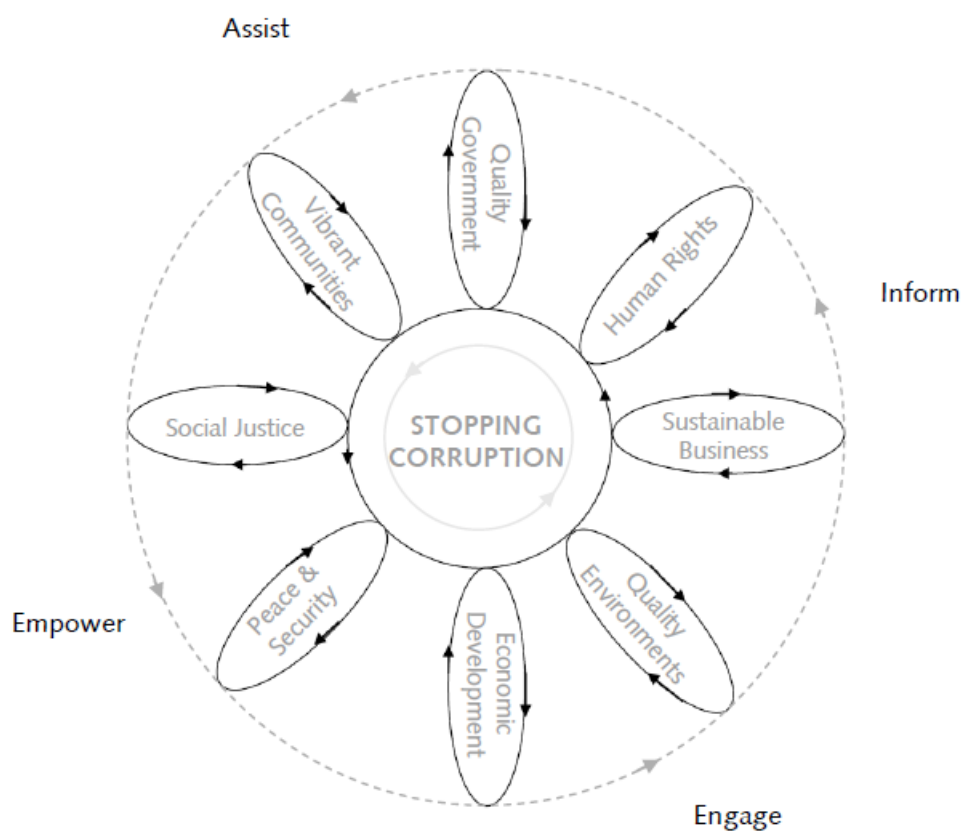 Assist
Quality
Government
Vibrant
Communities
Human Rights
Inform
Social Justice
STOPPING
CORRUPTION
Sustainable
Business
Peace &
Security
Economic
Development
Quality
Environments
Empower
Engage